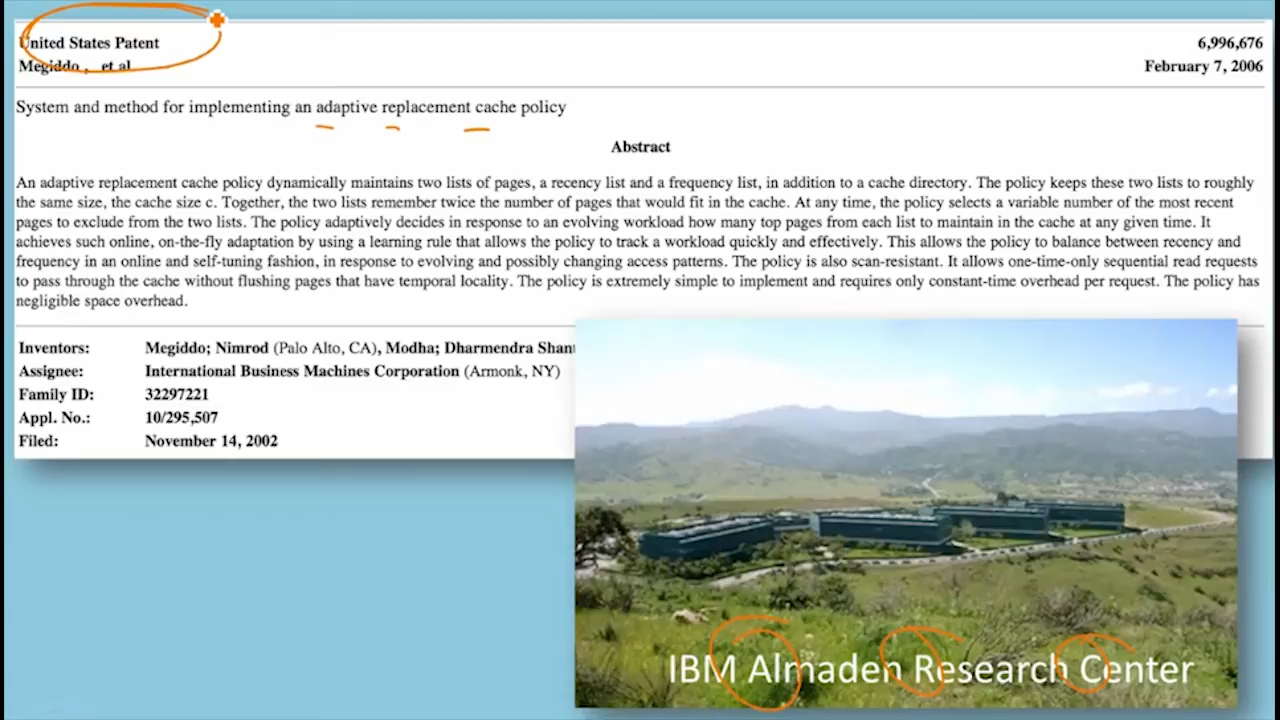 United States Patent 6,996,676
Megiddo , et al. February 7, 2006
System and method for implementing an adaptive replacement cache policy
Abstract
An adaptive replacement cache policy dynamically maintains two lists of pages, a recency list and a frequency list, in addition to a cache directory. The policy keeps these two lists to roughly
the same size, the cache size c. Together, the two lists remember twice the number of pages that would fit in the cache. At any time, the policy selects a variable number of the most recent
pages to exclude from the two lists. The policy adaptively decides in response to an evolving workload how many top pages from each list to maintain in the cache at any given time. It
achieves such online, on-the-fly adaptation by using a learning rule that allows the policy to track a workload quickly and effectively. This allows the policy to balance between recency and
frequency in an online and self-tuning fashion, in response to evolving and possibly changing access patterns. The policy is also scan-resistant. It allows one-time-only sequential read requests
to pass through the cache without flushing pages that have temporal locality. The policy is extremely simple to implement and requires only constant-time overhead per request. The policy has
negligible space overhead.
Inventors: Megiddo; Nimrod (Palo Alto, CA), Modha; Dharmendra
Assignee: International Business Machines Corporation (Armonk, NY)
Family ID: 32297221
Appl. No.: 10/295,507
Filed: November 14, 2002
IBM Almaden Research Center